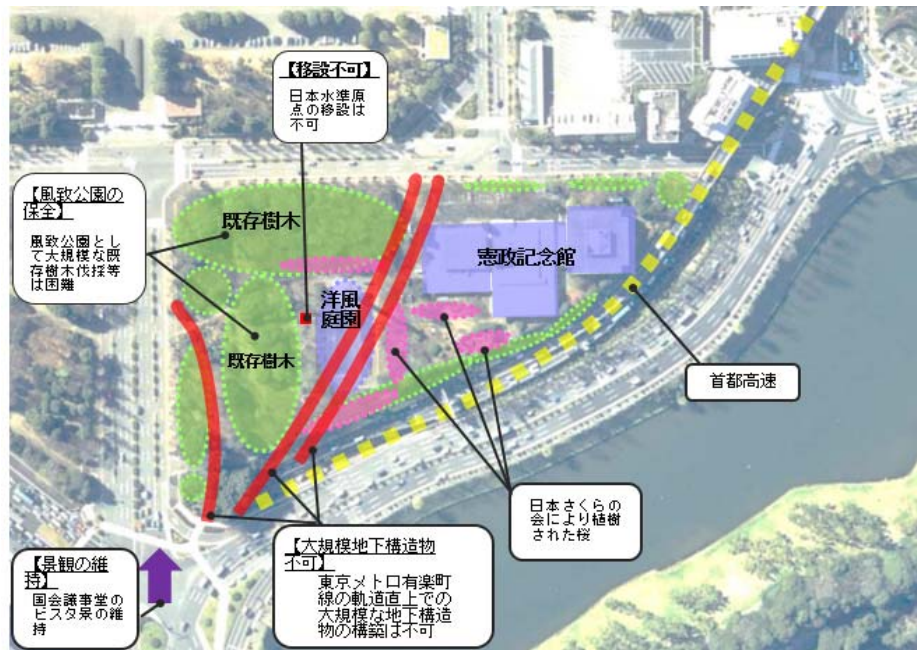 【移設不可】
日本水準原
点の移設は
不可
【風致公園の
保全】
風致公園とし
て大規模な既
存樹木伐採等
は困難
既存樹木
憲政記念館
洋風
庭園
既存樹木
首都高速
日本さくらの
会により植樹
された桜
【大規模地下構造物
不可】
東京メトロ有楽町
線の軌道直上での
大規模な地下構造
物の構築は不可
【景観の維
持】
国会議事堂の
ビスタ景の維
持